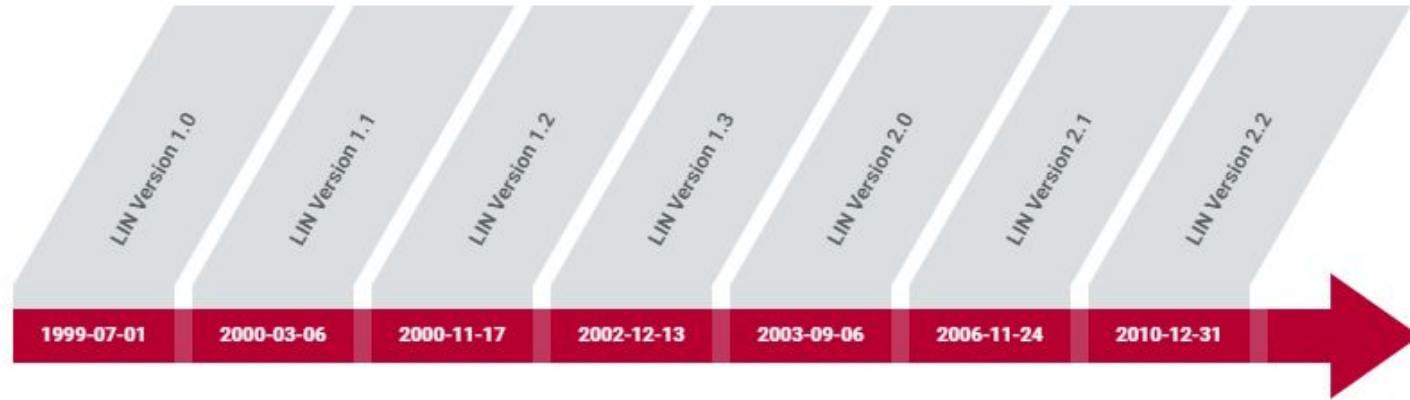 LIN Version 1.0
LIN Version 1.1
LIN Version 1.2
LIN Version 1.3
LIN Version 2.0
LIN Version 2.1
LIN Version 2.2
1999-07-01
2000-03-06
2000-11-17
2002-12-13
2003-09-06
2006-11-24
2010-12-31